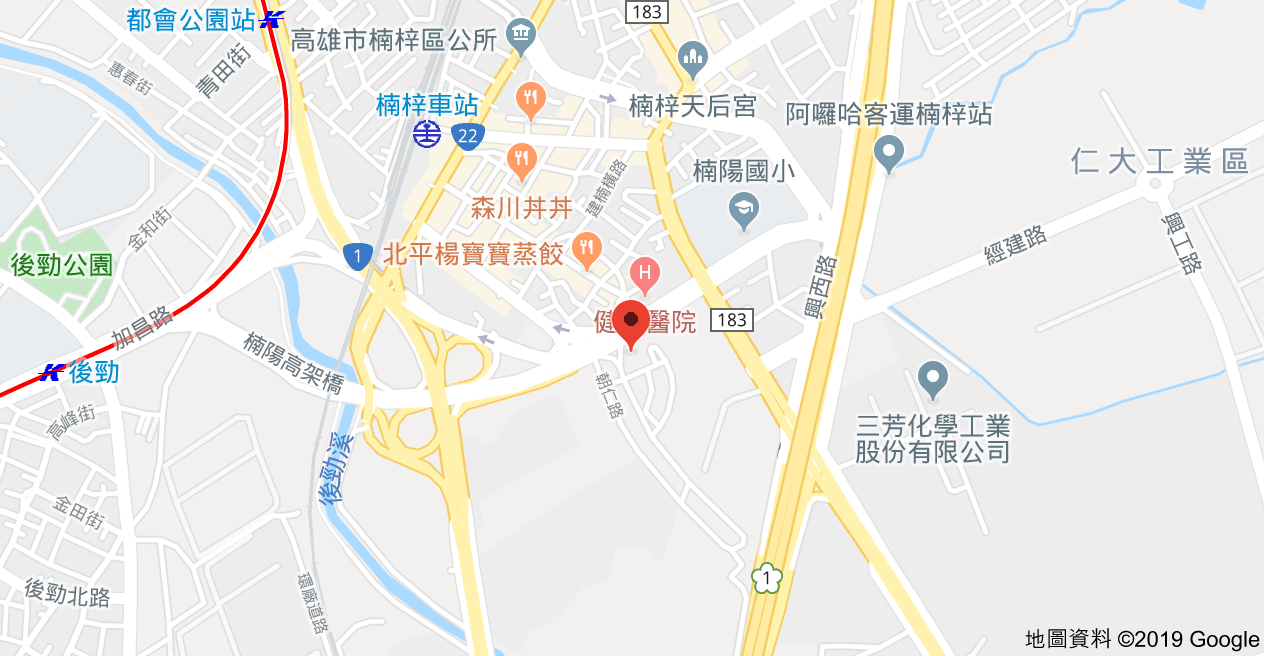 183
都會公園站
高雄市楠梓區公所
青田街
惠春街
楠梓車站
22
楠梓天后宮
阿囉哈客運楠梓站
仁大工業區
楠陽國小
建楠橫路
森川丼丼
金和街
北平楊寶寶蒸餃
1
H
後勁公園
經建路
興工路
興西路
加昌路
健 醫院
183
楠陽高架橋
後勁
朝仁路
高峰街
三芳化學工業
股份有限公司
後勁溪
金田街
1
後勁北路
環廠道路
地圖資料 ©2019 Google